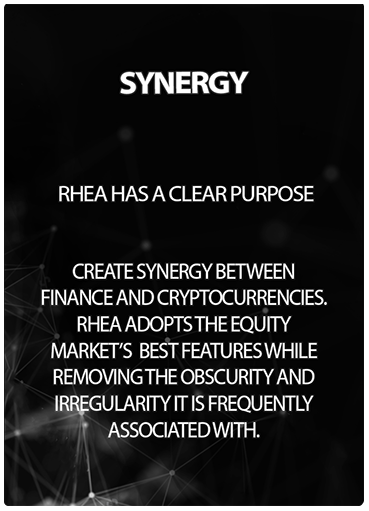 SYNERGY
RHEA HAS A CLEAR PURPOSE
CREATE SYNERGY BETWEEN
FINANCE AND CRYPTOCURRENCIES.
RHEA ADOPTS THE EQUITY
MARKET’S BEST FEATURES WHILE
REMOVING THE OBSCURITY AND
IRREGULARITY IT IS FREQUENTLY
ASSOCIATED WITH.